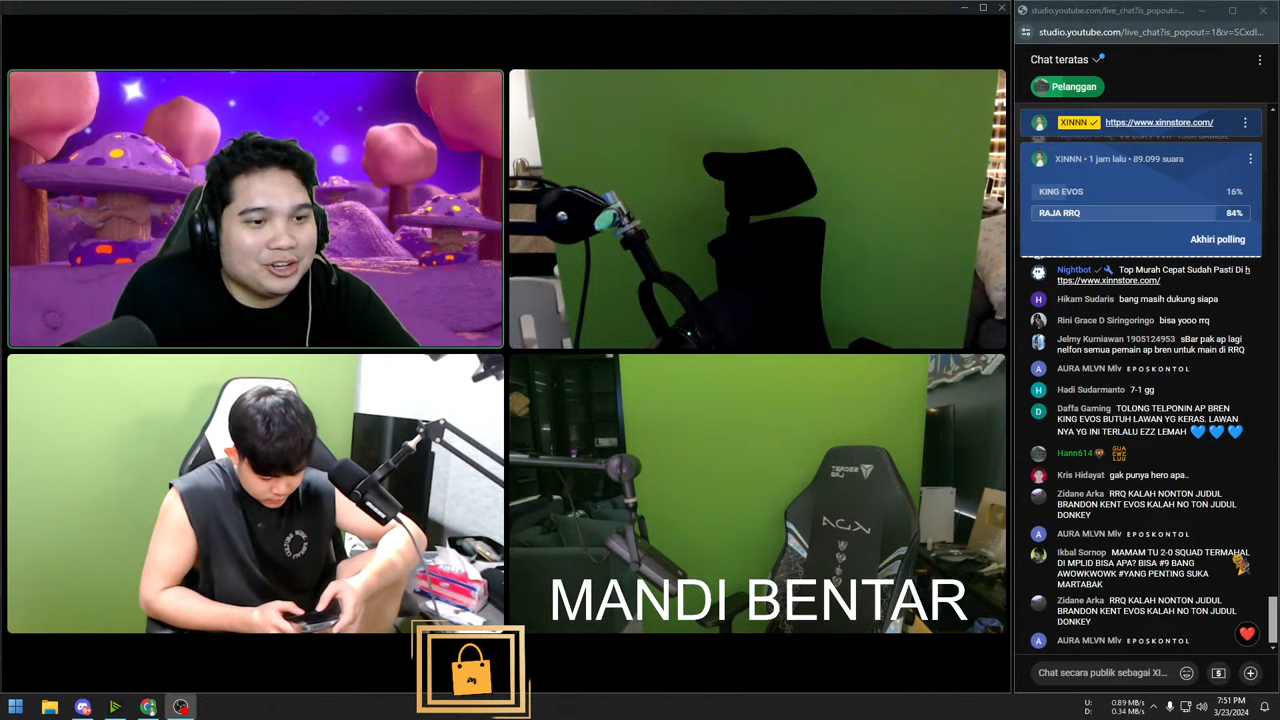 studio.youtube.com/live_chat?is_popout=...
studio.youtube.com/live_chat?is_popout=1&v=SCxdI...
Chat teratas
Pelanggan
XINNN https://www.xinnstore.com/
XINNN • 1 jam lalu • 89.099 suara
KING EVOS 16%
RAJA RRQ 84%
Akhiri polling
Nightbot Top Murah Cepat Sudah Pasti Di h
ttps://www.xinnstore.com/
Hikam Sudaris bang masih dukung siapa
Rini Grace D Siringoringo bisa yooo rrq
Jelmy Kurniawan 1905124953 sBar pak ap lagi
nelfon semua pemain ap bren untuk main di RRQ
AURA MLVN Mlv E P O S K O N T O L
Hadi Sudarmanto 7-1 gg
Daffa Gaming TOLONG TELPONIN AP BREN
KING EVOS BUTUH LAWAN YG KERAS. LAWAN
NYA YG INI TERLALU EZZ LEMAH 💙 💙 💙
Hann614
Kris Hidayat gak punya hero apa..
Zidane Arka RRQ KALAH NONTON JUDUL
BRANDON KENT EVOS KALAH NO TON JUDUL
DONKEY
AURA MLVN Mlv E P O S K O N T O L
Ikbal Sornop MAMAM TU 2-0 SQUAD TERMAHAL
DI MPLID BISA APA? BISA #9 BANG
AWOWKWOWK #YANG PENTING SUKA
MARTABAK
Zidane Arka RRQ KALAH NONTON JUDUL
BRANDON KENT EVOS KALAH NO TON JUDUL
DONKEY
AURA MLVN Mlv E P O S K O N T O L
Chat secara publik sebagai XI...
MANDI BENTAR
SECRET
LAB
U: 0.89 MB/s
D: 0.34 MB/s
7:51 PM
3/23/2024